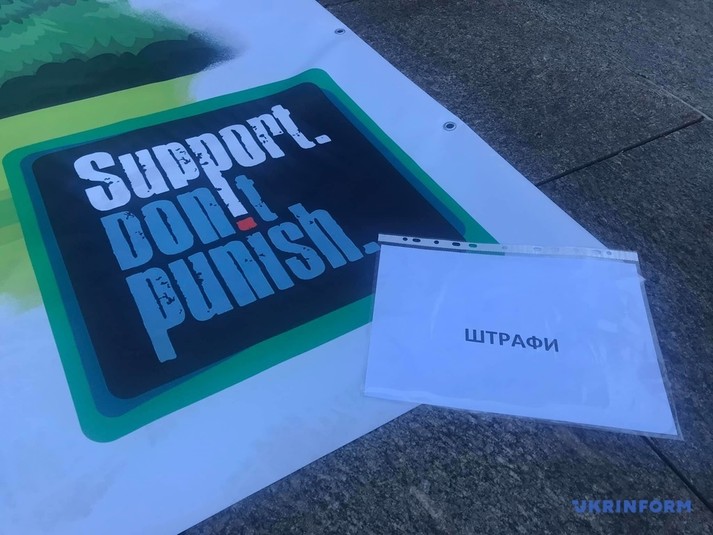 Support.
Don't
punish.
ШТРАФИ
UKRINFORM